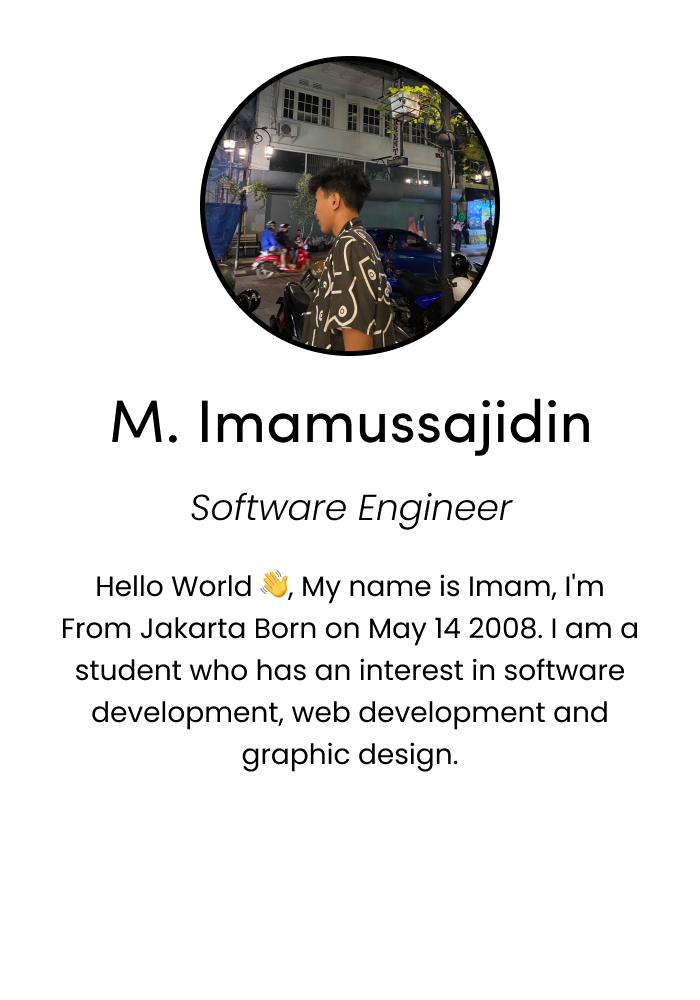 M. Imamussajidin
Software Engineer
Hello World 👋, My name is Imam, I'm
From Jakarta Born on May 14 2008. I am a
student who has an interest in software
development, web development and
graphic design.